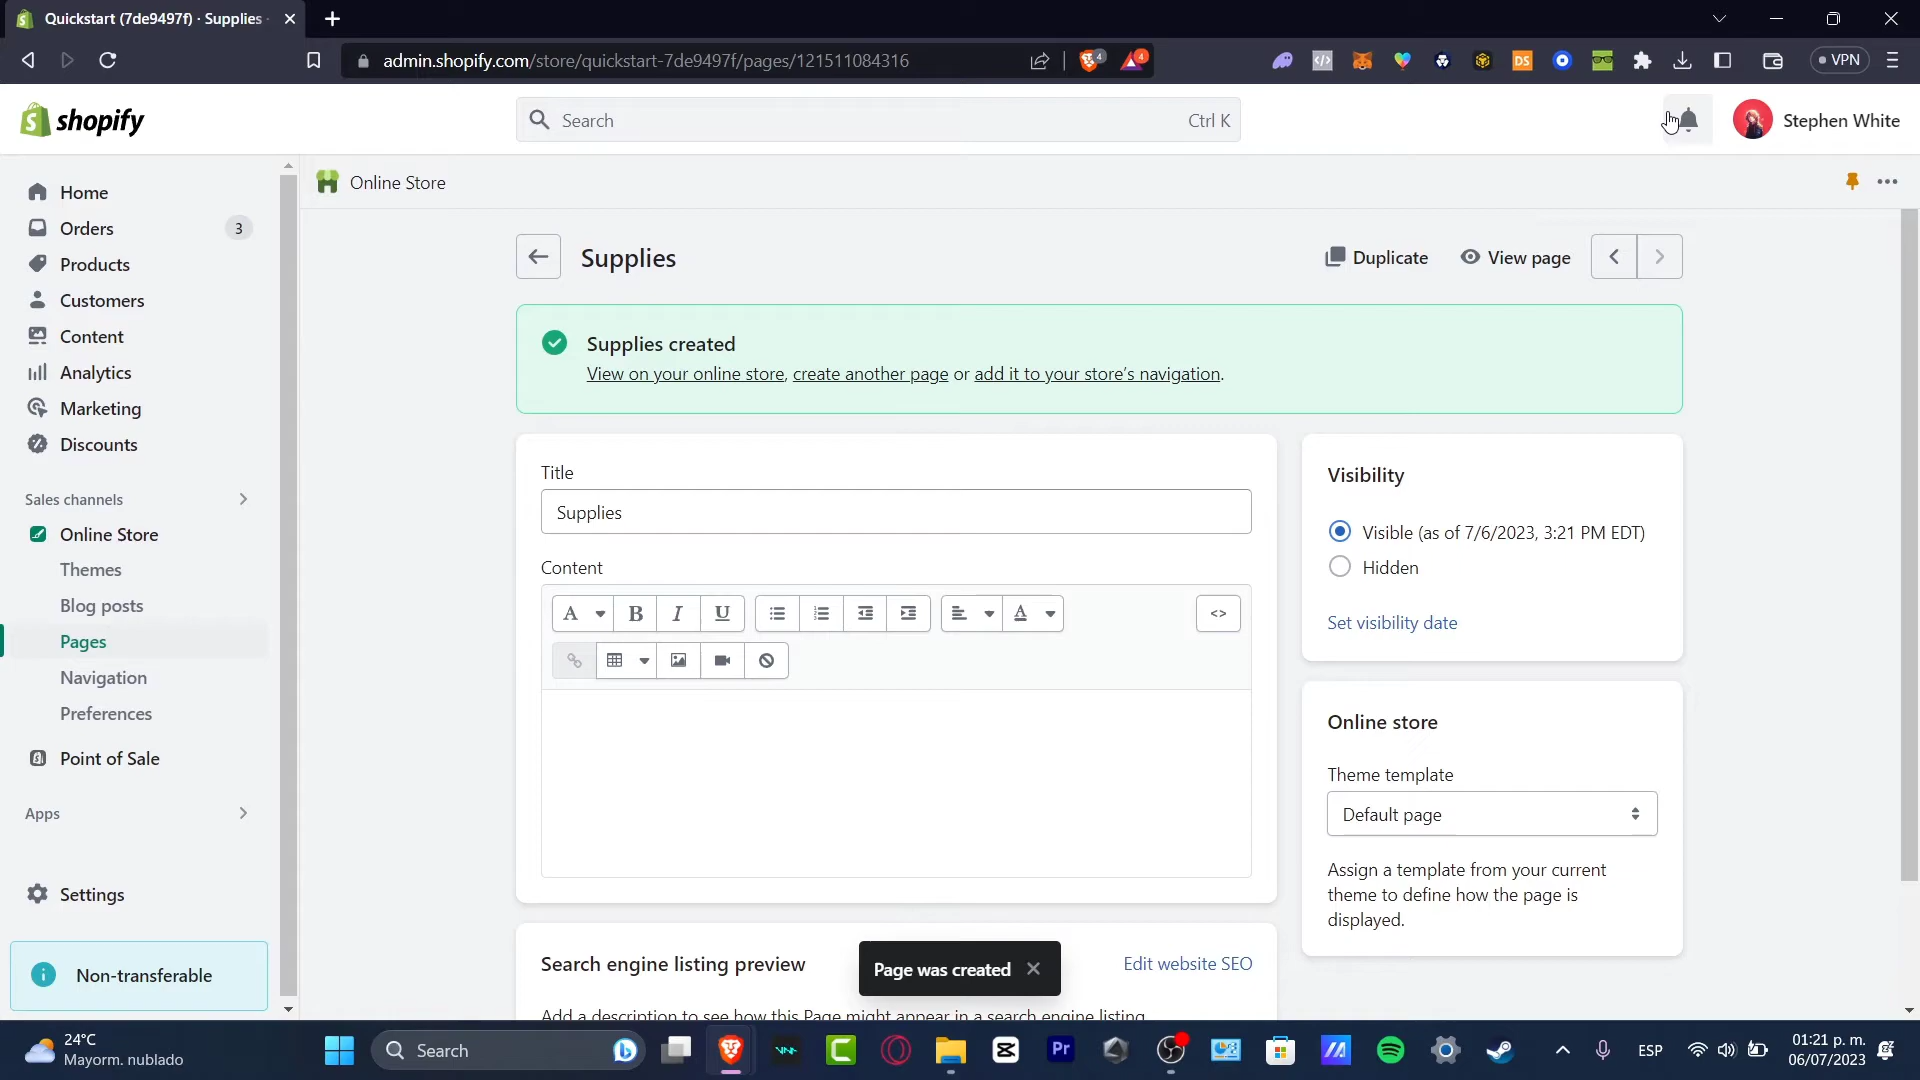 Quickstart (7de9497f) · Supplies ·
admin.shopify.com/store/quickstart-7de9497f/pages/121511084316
4
4
DS
VPN
shopify
Search
Ctrl K
Stephen White
Home
Orders
3
Products
Customers
Content
Analytics
Marketing
Discounts
Sales channels
Online Store
Themes
Blog posts
Pages
Navigation
Preferences
Point of Sale
Apps
Settings
Non-transferable
Online Store
Supplies
Duplicate
View page
Supplies created
View on your online store, create another page or add it to your store's navigation.
Title
Supplies
Content
A
B
I
U
A
<>
Search engine listing preview
Edit website SEO
Add a description to see how this Page might appear in a search engine listing
Page was created
Visibility
Visible (as of 7/6/2023, 3:21 PM EDT)
Hidden
Set visibility date
Online store
Theme template
Default page
Assign a template from your current
theme to define how the page is
displayed.
24°C
Mayorm. nublado
Search
Pr
ESP
01:21 p. m.
06/07/2023